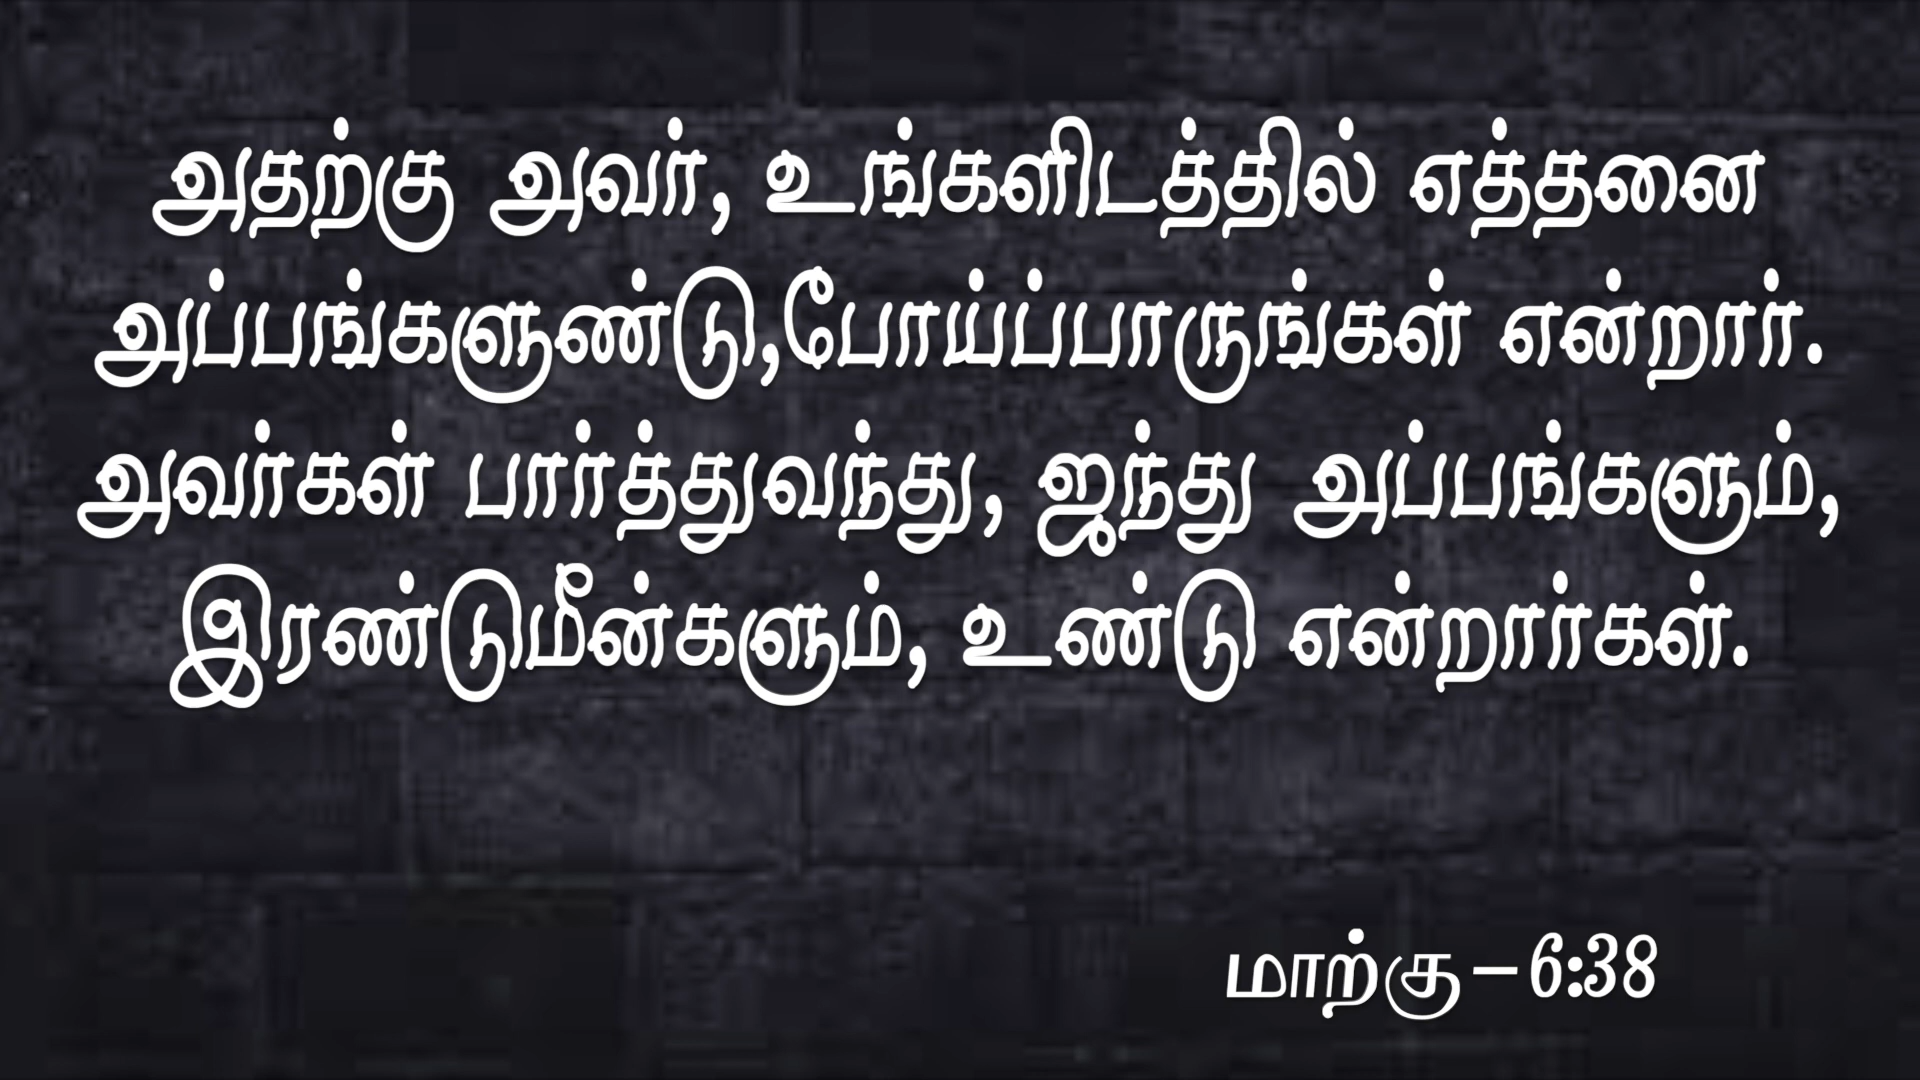 அதற்கு அவர், உங்களிடத்தில் எத்தனை
அப்பங்களுண்டு,போய்ப்பாருங்கள் என்றார்.
அவர்கள் பார்த்துவந்து, ஐந்து அப்பங்களும்,
இரண்டுமீன்களும், உண்டு என்றார்கள்.
மாற்கு – 6:38